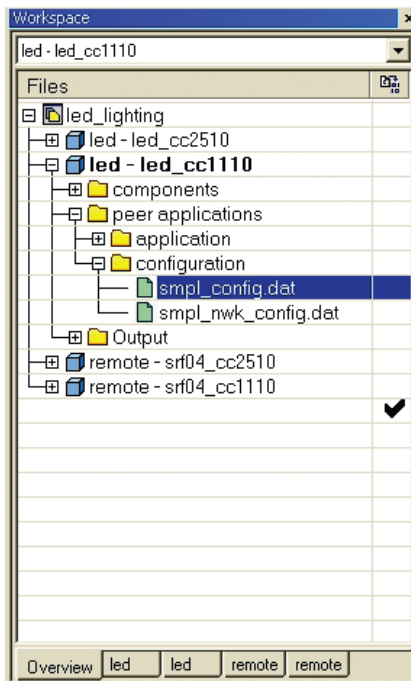 Workspace
led - led_cc1110
Files
led_lighting
led - led_cc2510
led - led_cc1110
components
peer applications
application
configuration
smpl_config.dat
smpl_nwk_config.dat
Output
remote - srf04_cc2510
remote - srf04_cc1110
Overview led led remote remote